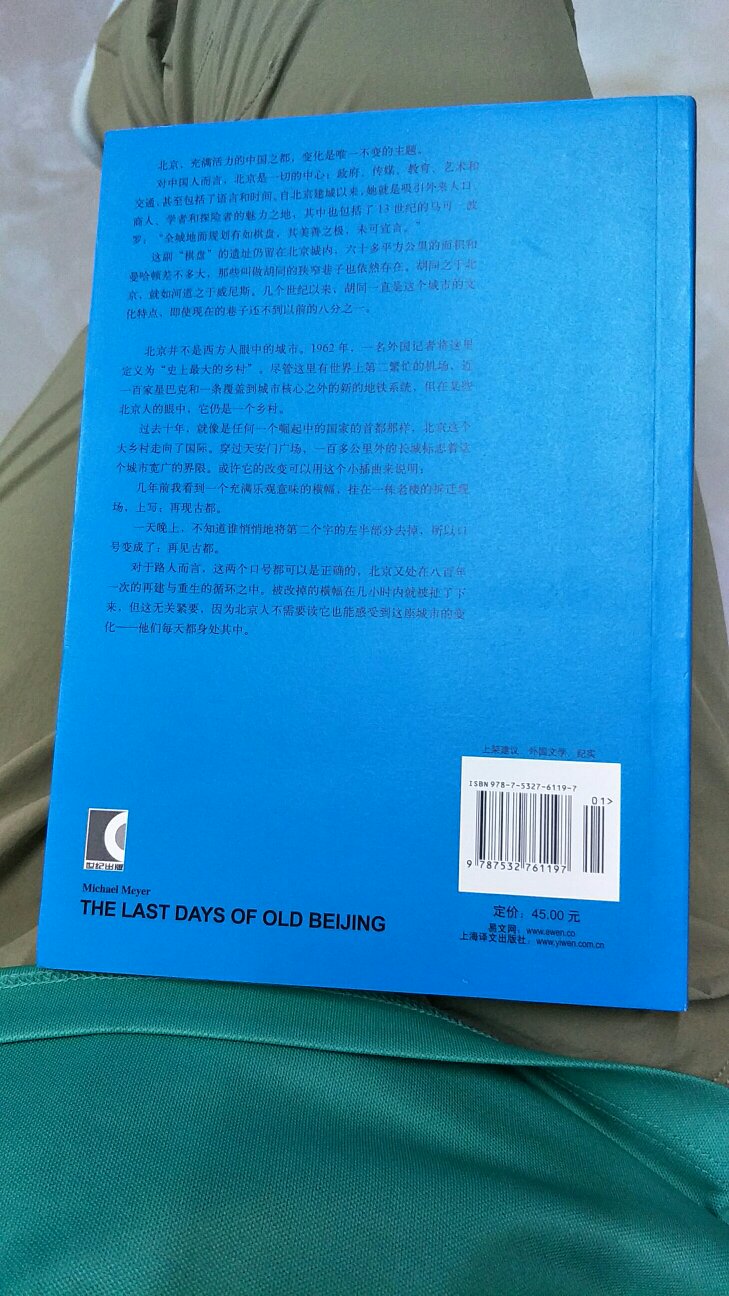 北京，充满活力的中国之都，变化是唯一不变的主题。
对中国人而言，北京是一切的中心：政府、传媒、教育、艺术和
交通，甚至包括了语言和时间。自北京建城以来，她就是吸引外来人口、
商人、学者和探险者的魅力之地，其中也包括了13世纪的马可·波
罗：“全城地面规划有如棋盘，其美善之极，未可宣言。”
这副“棋盘”的遗址仍留在北京城内，六十多平方公里的面积和
曼哈顿差不多大，那些叫做胡同的狭窄巷子也依然存在。胡同之于北
京，就如河道之于威尼斯。几个世纪以来，胡同一直是这个城市的文
化特点，即使现在的巷子还不到以前的八分之一。
北京并不是西方人眼中的城市。1962年，一名外国记者将这里
定义为“史上最大的乡村”。尽管这里有世界上第二繁忙的机场，近
一百家星巴克和一条覆盖到城市核心之外的新的地铁系统，但在某些
北京人的眼中，它仍是一个乡村。
过去十年，就像是任何一个崛起中的国家的首都那样，北京这个
大乡村走向了国际。穿过天安门广场，一百多公里外的长城标志着这
个城市宽广的界限。或许它的改变可以用这个小插曲来说明：
几年前我看到一个充满乐观意味的横幅，挂在一栋老楼的拆迁现
场，上写：再现古都。
一天晚上，不知道谁悄悄地将第二个字的左半部分去掉，所以口
号变成了：再见古都。
对于路人而言，这两个口号都可以是正确的，北京又处在八百年
一次的再建与重生的循环之中。被改掉的横幅在几小时内就被扯了下
来，但这无关紧要，因为北京人不需要读它也能感受到这座城市的变
化——他们每天都身处其中。
上架建议：外国文学、纪实
ISBN 978-7-5327-6119-7
01>
9 787532 761197
世纪出版
Michael Meyer
THE LAST DAYS OF OLD BEIJING
定价：45.00 元
易文网：www.ewen.co
上海译文出版社：www.yiwen.com.cn